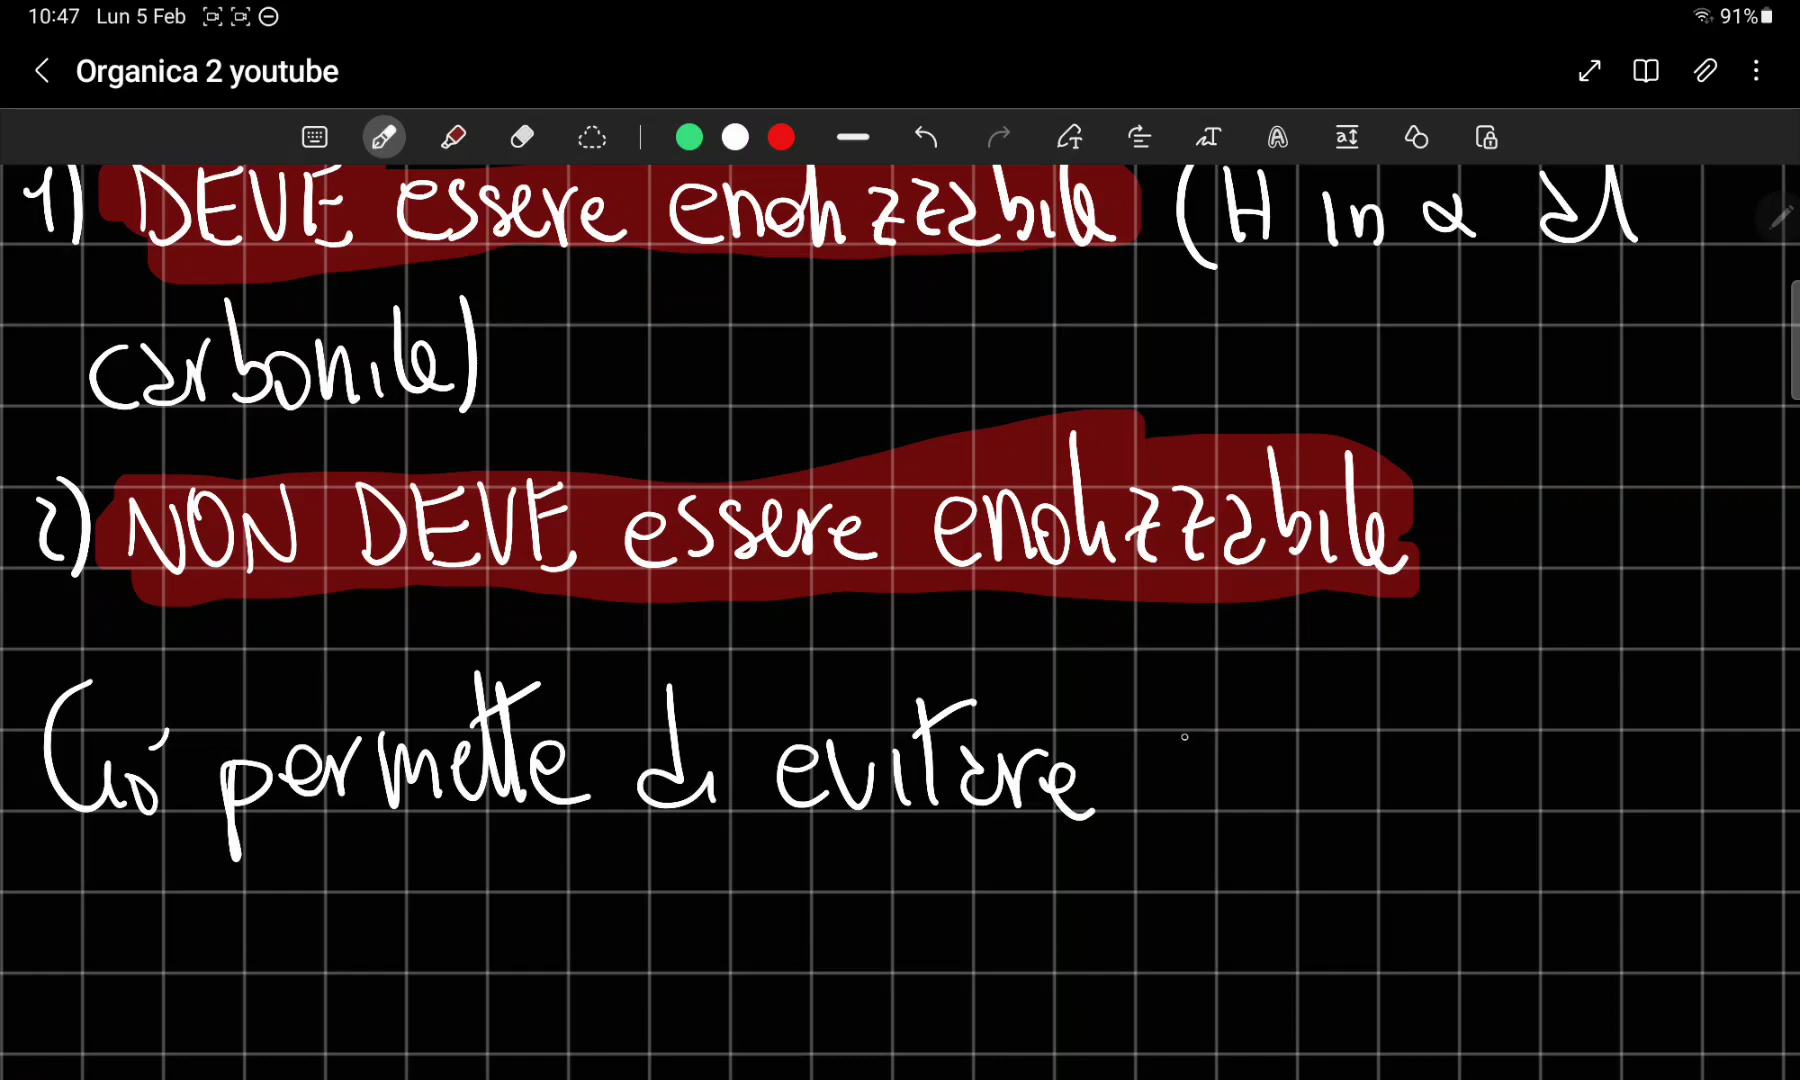 10:47 Lun 5 Feb 91%
Organica 2 youtube
1) DEVE essere enolizzabile (H in α al
carbonile)
2) NON DEVE essere enolizzabile
Ciò permette di evitare